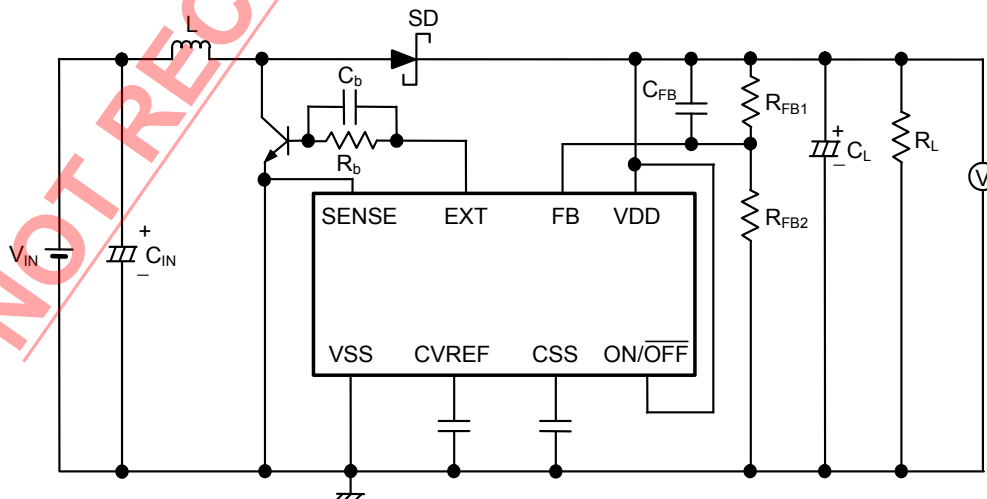 L
SD
C_b
C_FB
R_FB1
R_b
+
C_L
−
R_L
V
SENSE
EXT
FB
VDD
R_FB2
V_IN
+
C_IN
−
VSS
CVREF
CSS
ON/O̅F̅F̅
NOT REC